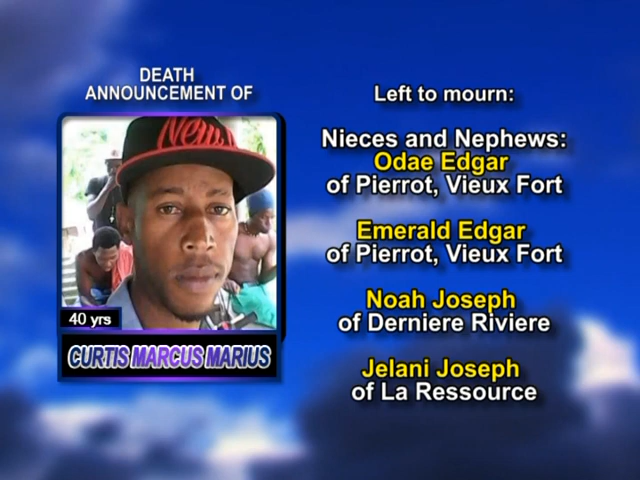 DEATH
ANNOUNCEMENT OF
40 yrs
CURTIS MARCUS MARIUS
Left to mourn:
Nieces and Nephews:
Odae Edgar
of Pierrot, Vieux Fort
Emerald Edgar
of Pierrot, Vieux Fort
Noah Joseph
of Derniere Riviere
Jelani Joseph
of La Ressource